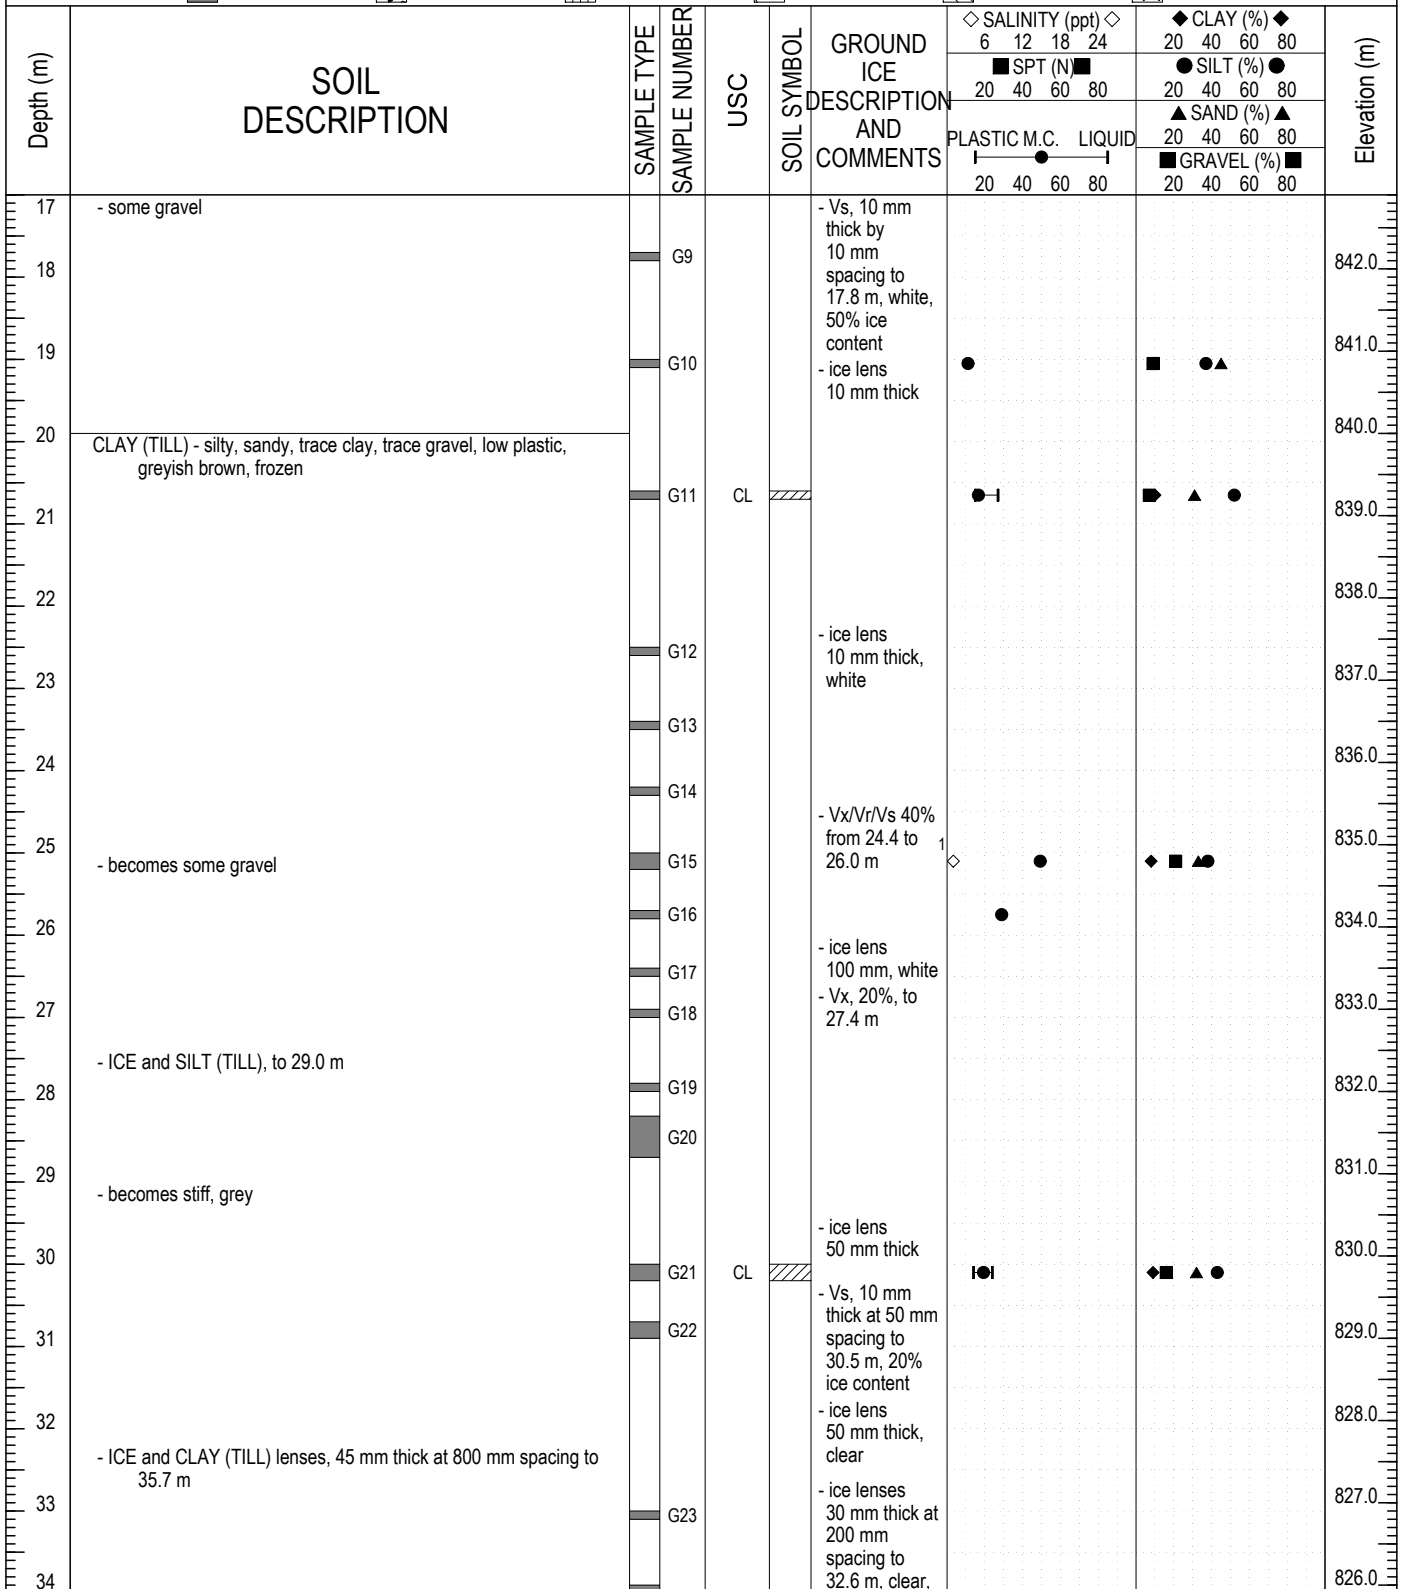 Depth (m)
SOIL
DESCRIPTION
SAMPLE TYPE
SAMPLE NUMBER
USC
SOIL SYMBOL
GROUND
ICE
DESCRIPTION
AND
COMMENTS
◇ SALINITY (ppt) ◇
6 12 18 24
■ SPT (N) ■
20 40 60 80
PLASTIC M.C. LIQUID
20 40 60 80
◆ CLAY (%) ◆
20 40 60 80
● SILT (%) ●
20 40 60 80
▲ SAND (%) ▲
20 40 60 80
■ GRAVEL (%) ■
20 40 60 80
Elevation (m)
17
18
19
20
21
22
23
24
25
26
27
28
29
30
31
32
33
34
- some gravel
CLAY (TILL) - silty, sandy, trace clay, trace gravel, low plastic,
greyish brown, frozen
- becomes some gravel
- ICE and SILT (TILL), to 29.0 m
- becomes stiff, grey
- ICE and CLAY (TILL) lenses, 45 mm thick at 800 mm spacing to
35.7 m
G9
G10
G11
G12
G13
G14
G15
G16
G17
G18
G19
G20
G21
G22
G23
CL
CL
- Vs, 10 mm
thick by
10 mm
spacing to
17.8 m, white,
50% ice
content
- ice lens
10 mm thick
- ice lens
10 mm thick,
white
- Vx/Vr/Vs 40%
from 24.4 to
26.0 m
- ice lens
100 mm, white
- Vx, 20%, to
27.4 m
- ice lens
50 mm thick
- Vs, 10 mm
thick at 50 mm
spacing to
30.5 m, 20%
ice content
- ice lens
50 mm thick,
clear
- ice lenses
30 mm thick at
200 mm
spacing to
32.6 m, clear,
1
842.0
841.0
840.0
839.0
838.0
837.0
836.0
835.0
834.0
833.0
832.0
831.0
830.0
829.0
828.0
827.0
826.0